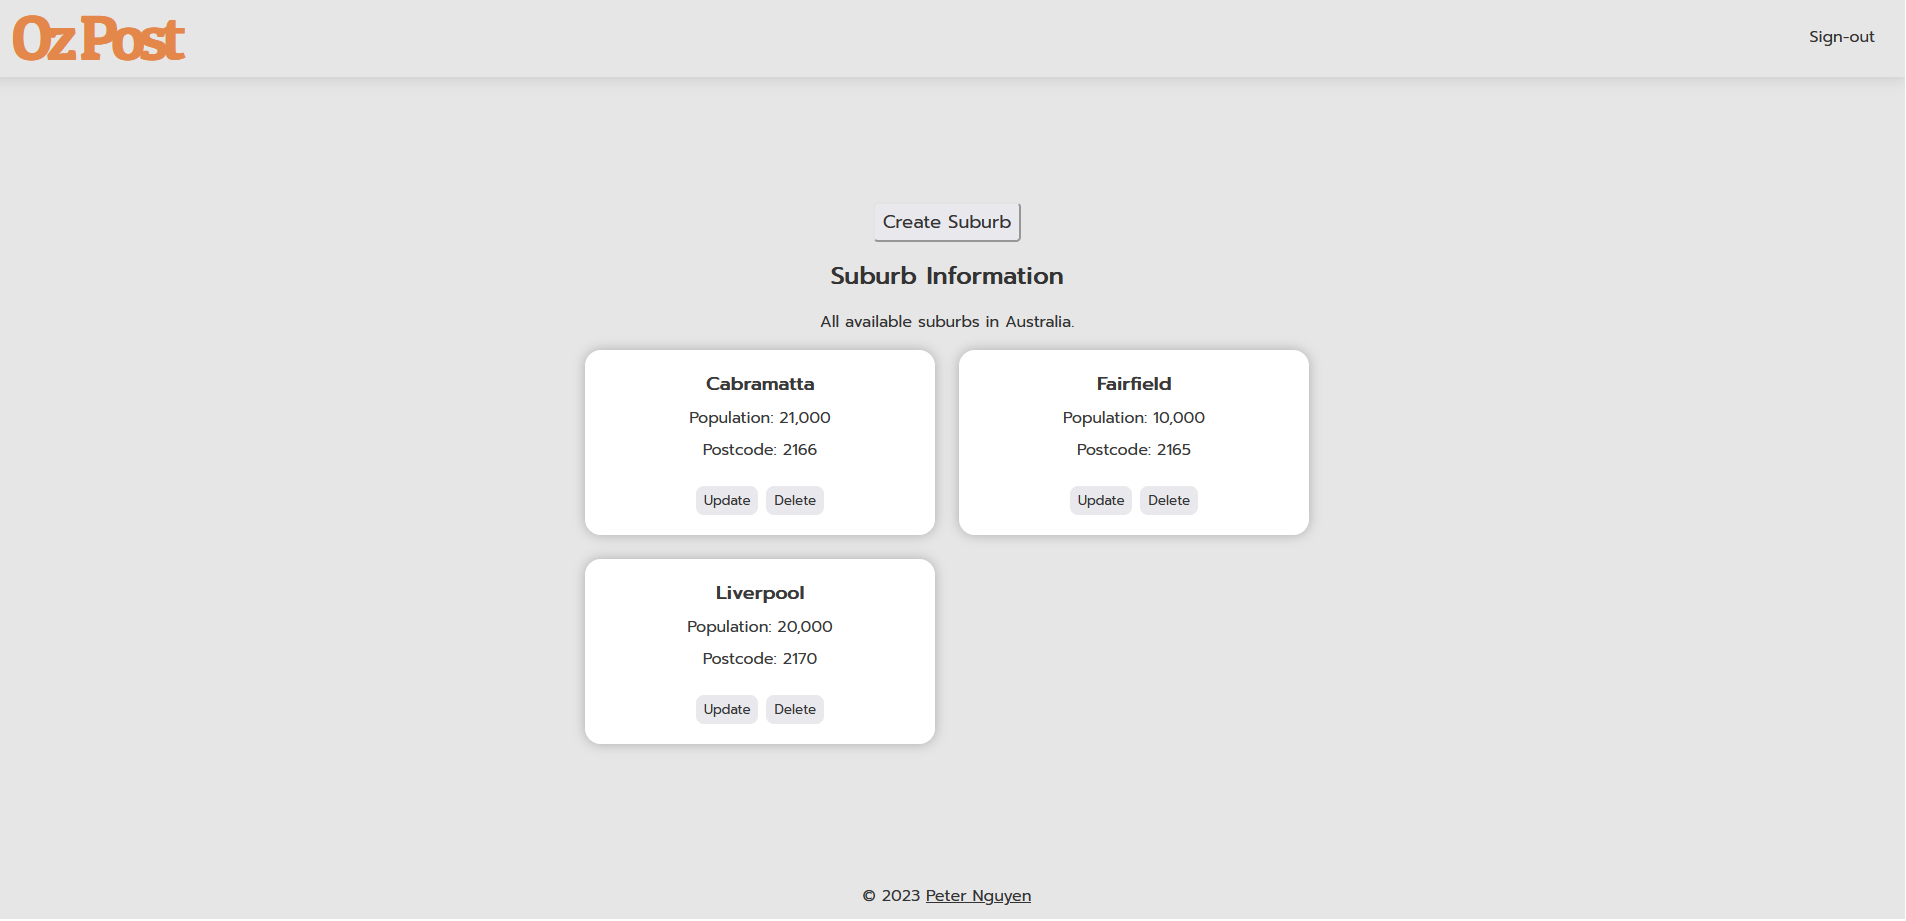 Oz Post
Sign-out
Create Suburb
Suburb Information
All available suburbs in Australia.
Cabramatta
Population: 21,000
Postcode: 2166
Update Delete
Fairfield
Population: 10,000
Postcode: 2165
Update Delete
Liverpool
Population: 20,000
Postcode: 2170
Update Delete
© 2023 Peter Nguyen